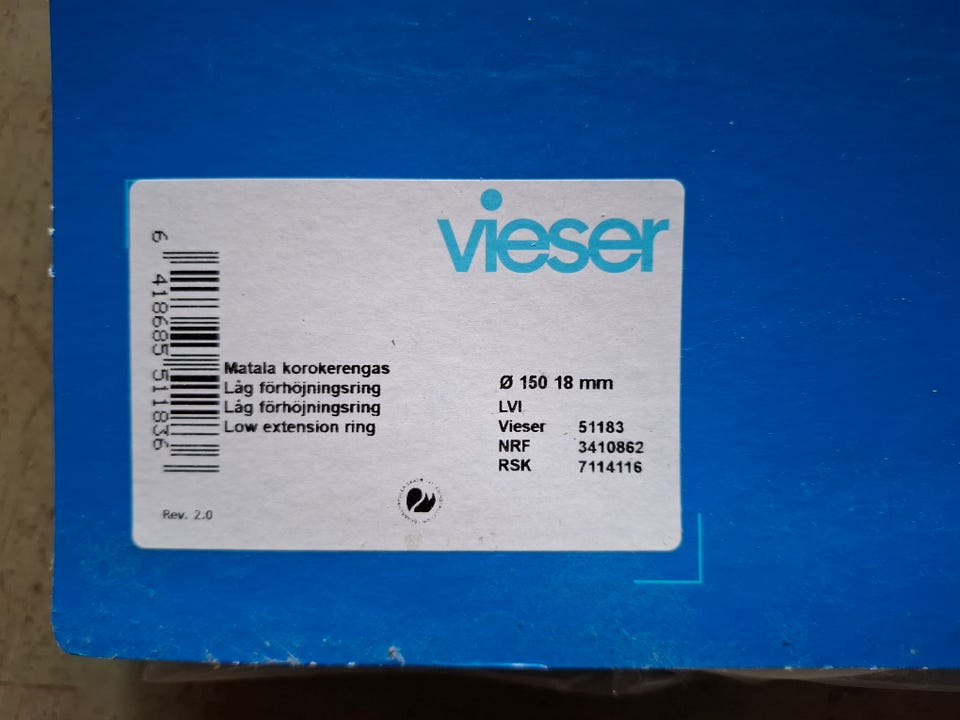 vieser
6 418685 511836
Matala korokerengas
Låg förhöjningsring
Låg förhöjningsring
Low extension ring
Ø 150 18 mm
LVI
Vieser 51183
NRF 3410862
RSK 7114116
Rev. 2.0